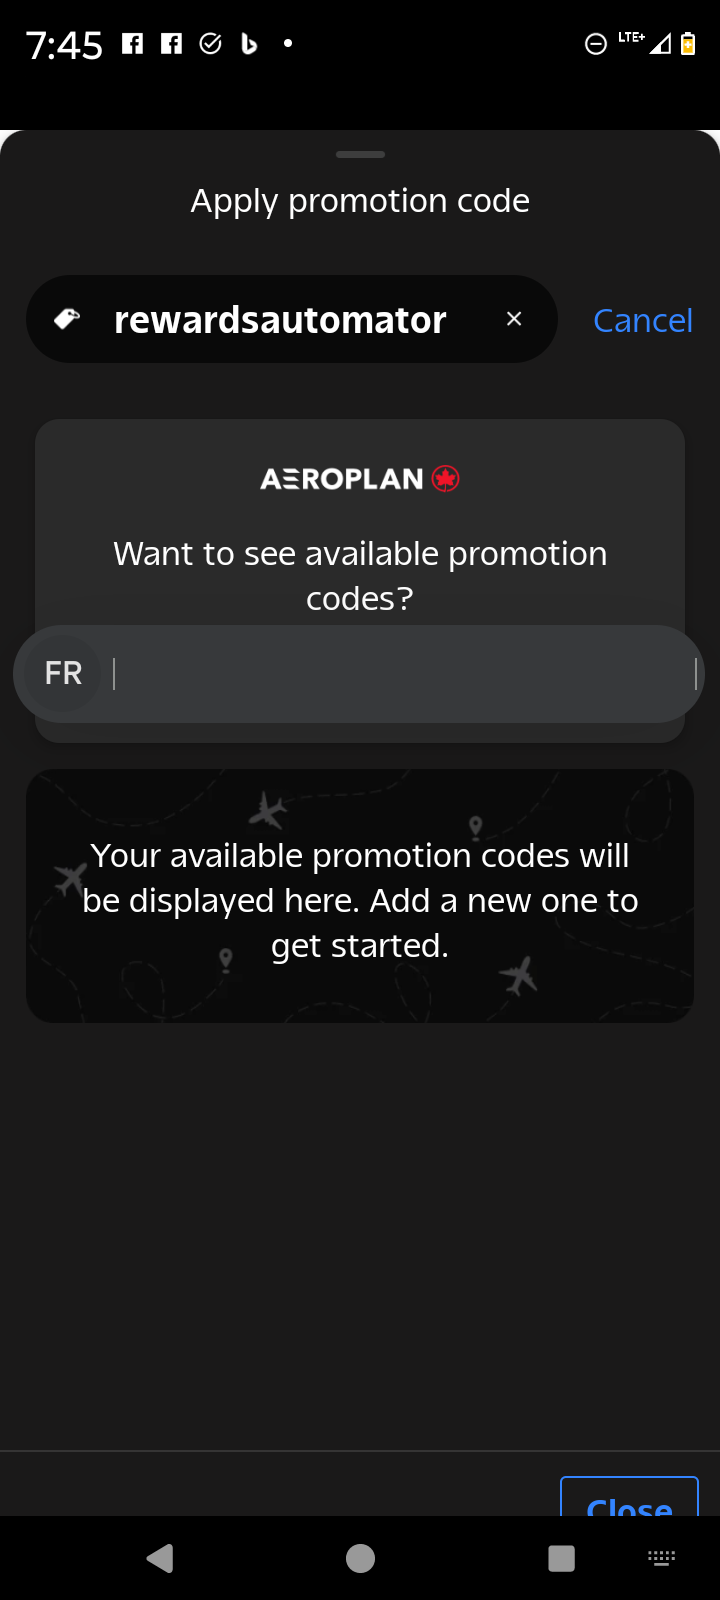 7:45
LTE+
Apply promotion code
rewardsautomator
Cancel
AEROPLAN
Want to see available promotion
codes?
FR
Your available promotion codes will
be displayed here. Add a new one to
get started.
Close